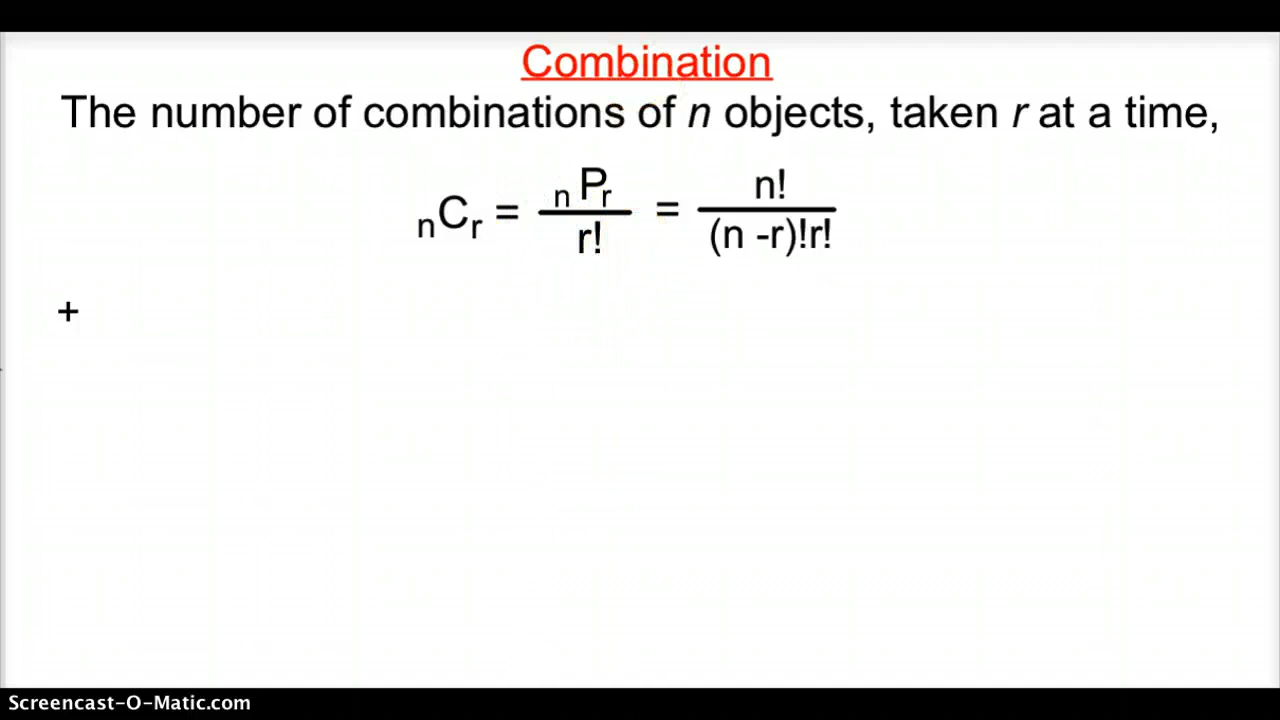 Combination
The number of combinations of n objects, taken r at a time,
nCr = nPr / r! = n! / (n -r)!r!
+
Screencast-O-Matic.com